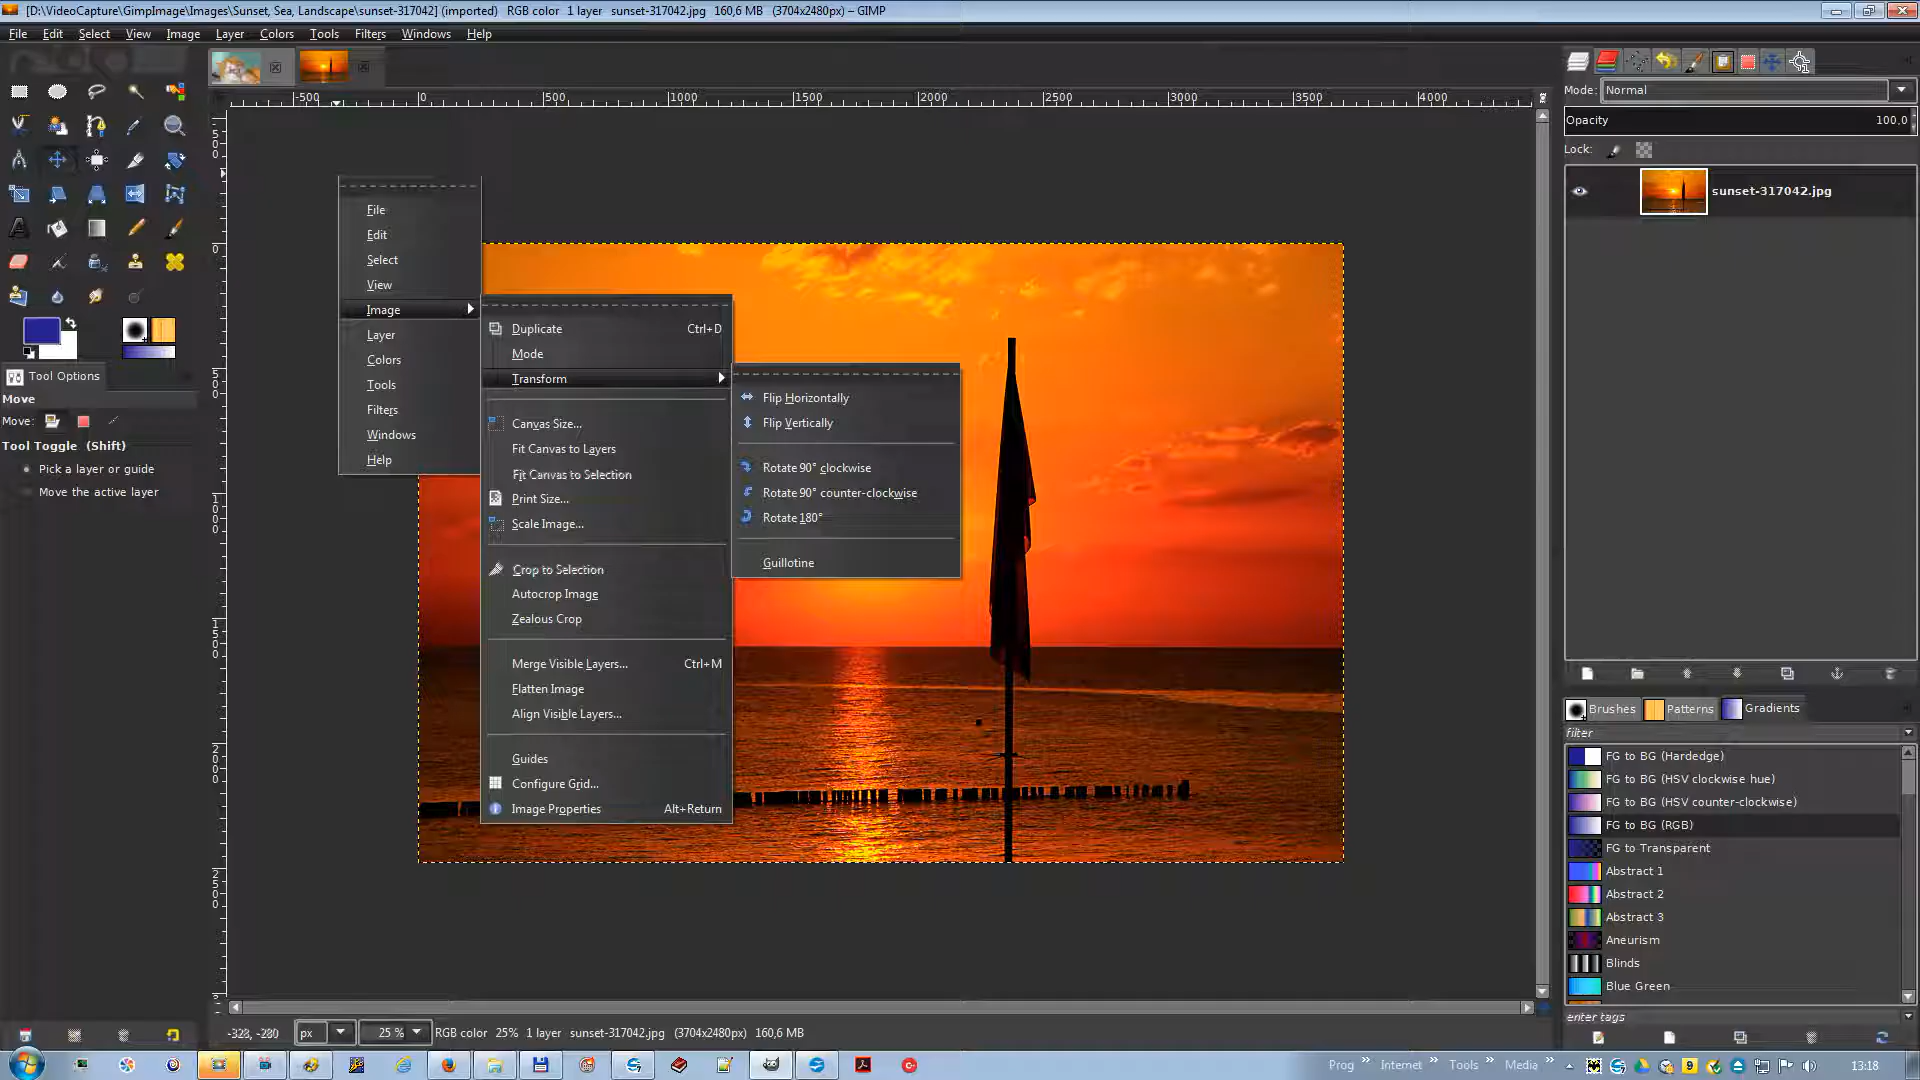 [D:\VideoCapture\GimpImage\Images\Sunset, Sea, Landscape\sunset-317042] (imported) RGB color 1 layer sunset-317042.jpg 160,6 MB (3704x2480px) – GIMP
File Edit Select View Image Layer Colors Tools Filters Windows Help
Mode: Normal
-500 0 500 1000 1500 2000 2500 3000 3500 4000
Opacity 100,0
Lock:
sunset-317042.jpg
File
Edit
Select
View
Image
Layer
Colors
Tools
Filters
Windows
Help
Duplicate Ctrl+D
Mode
Transform
Canvas Size...
Fit Canvas to Layers
Fit Canvas to Selection
Print Size...
Scale Image...
Crop to Selection
Autocrop Image
Zealous Crop
Merge Visible Layers... Ctrl+M
Flatten Image
Align Visible Layers...
Guides
Configure Grid...
Image Properties Alt+Return
Flip Horizontally
Flip Vertically
Rotate 90° clockwise
Rotate 90° counter-clockwise
Rotate 180°
Guillotine
Tool Options
Move
Move:
Tool Toggle (Shift)
Pick a layer or guide
Move the active layer
Brushes Patterns Gradients
filter
FG to BG (Hardedge)
FG to BG (HSV clockwise hue)
FG to BG (HSV counter-clockwise)
FG to BG (RGB)
FG to Transparent
Abstract 1
Abstract 2
Abstract 3
Aneurism
Blinds
Blue Green
enter tags
-328, -280 px 25 % RGB color 25% 1 layer sunset-317042.jpg (3704x2480px) 160,6 MB
Prog » Internet » Tools » Media » 9 13:18